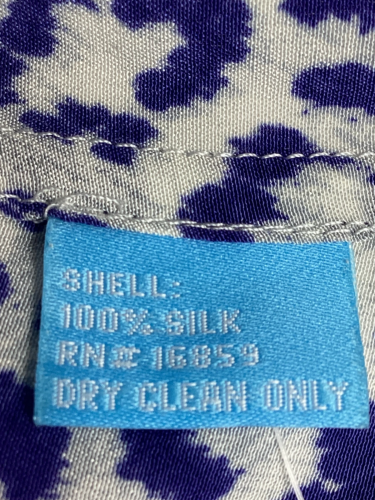 SHELL:
100% SILK
RN# 16859
DRY CLEAN ONLY